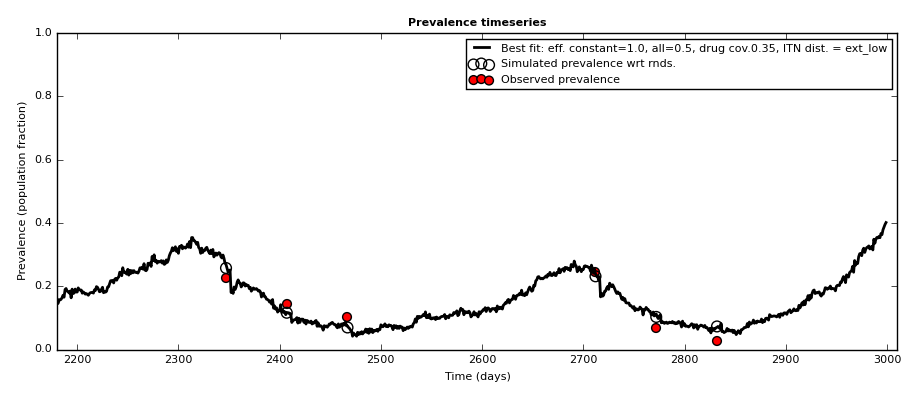 Prevalence timeseries
Best fit: eff. constant=1.0, all=0.5, drug cov.0.35, ITN dist. = ext_low
Simulated prevalence wrt rnds.
Observed prevalence
Prevalence (population fraction)
1.0
0.8
0.6
0.4
0.2
0.0
2200 2300 2400 2500 2600 2700 2800 2900 3000
Time (days)